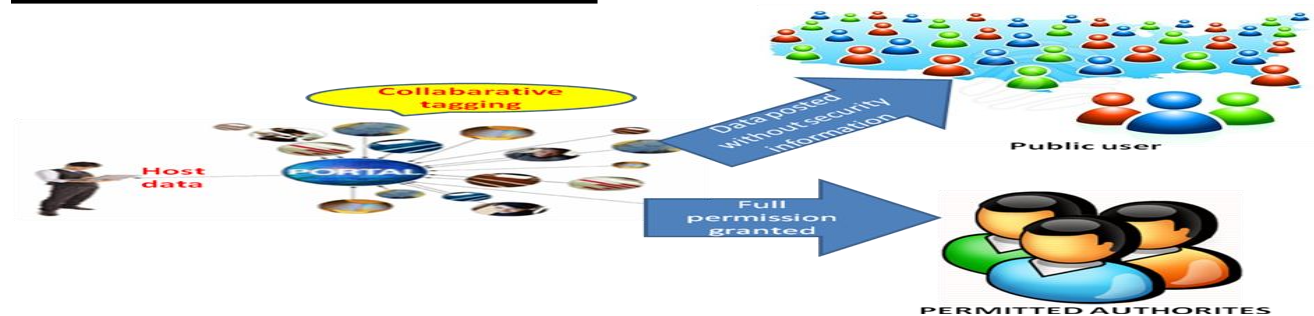 Collabarative
tagging
Host
data
PORTAL
Data posted
without security
information
Public user
Full
permission
granted
PERMITTED AUTHORITES